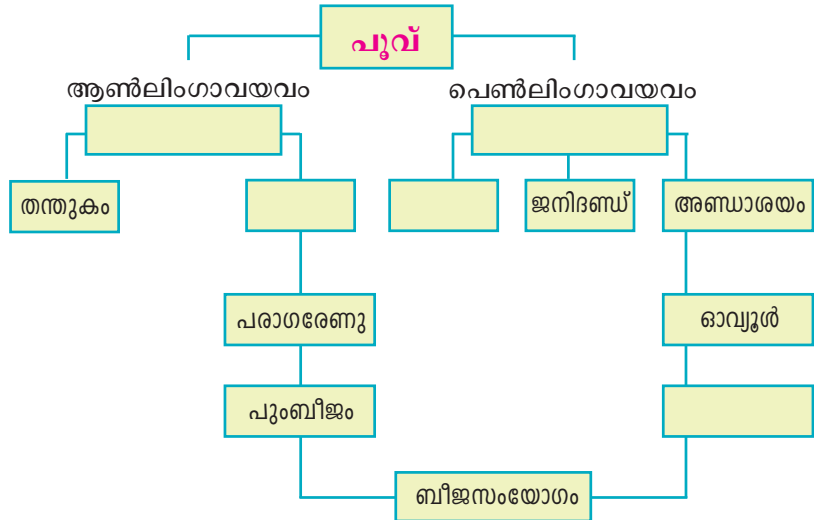 പൂവ്
ആൺലിംഗാവയവം
പെൺലിംഗാവയവം
തന്തുകം
ജനിദണ്ഡ്
അണ്ഡാശയം
പരാഗരേണു
ഓവ്യൂൾ
പുംബീജം
ബീജസംയോഗം